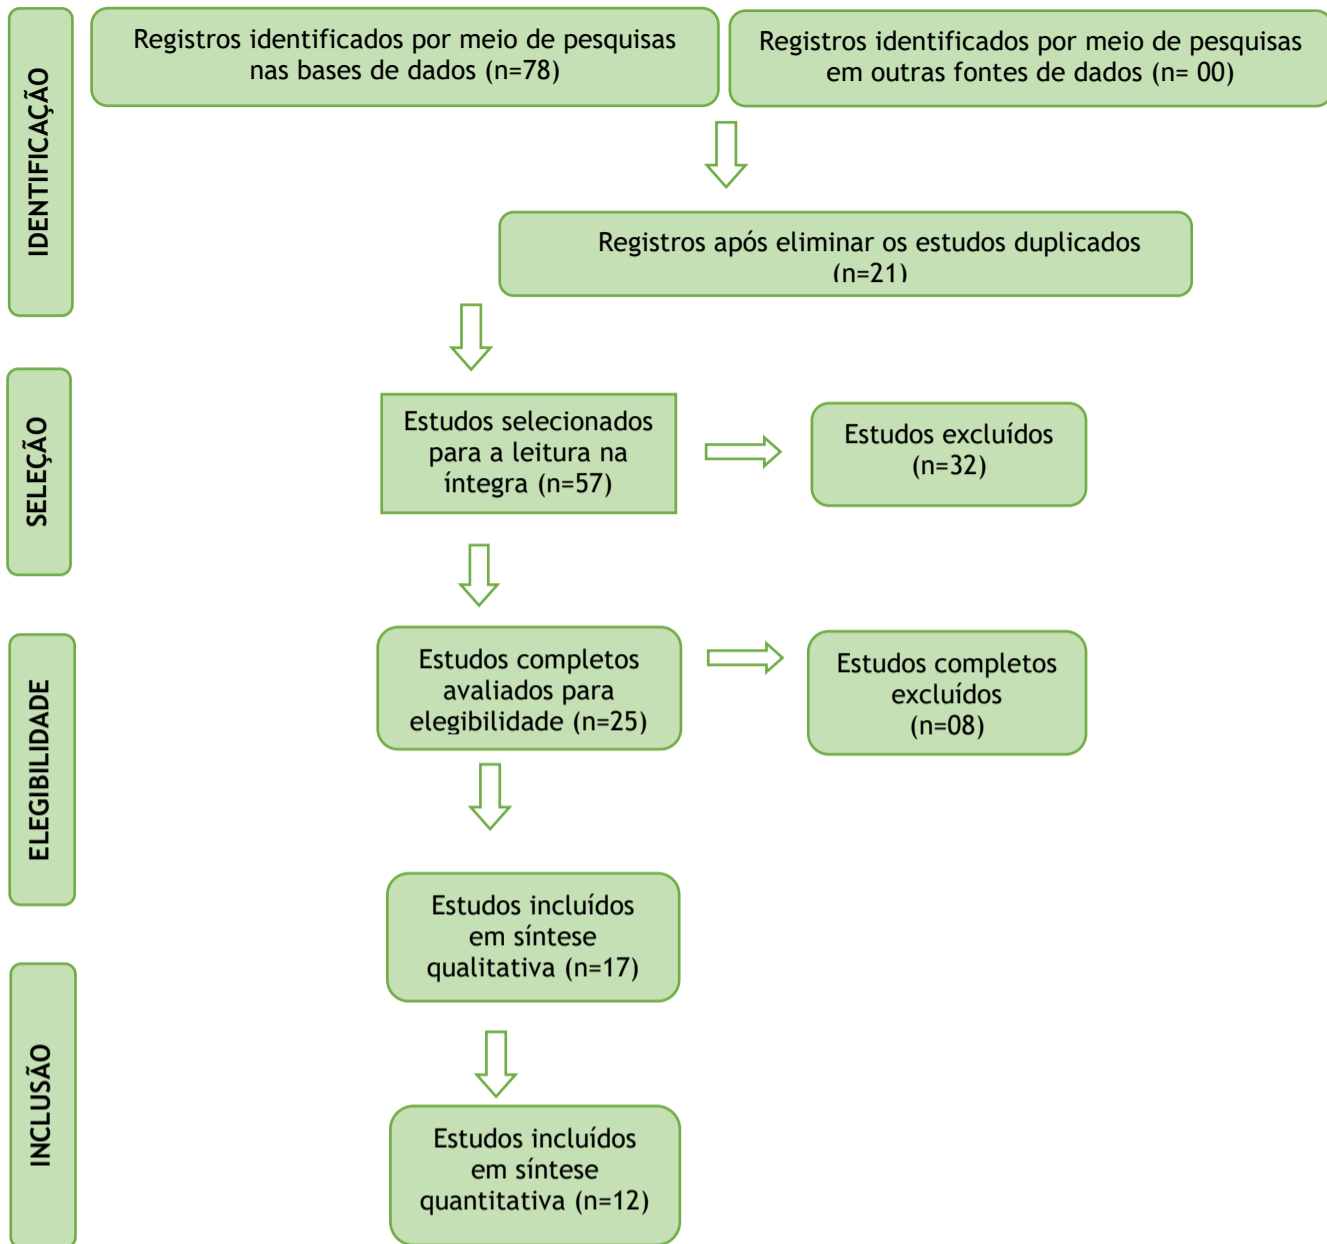 IDENTIFICAÇÃO
Registros identificados por meio de pesquisas
nas bases de dados (n=78)
Registros identificados por meio de pesquisas
em outras fontes de dados (n= 00)
Registros após eliminar os estudos duplicados
(n=21)
SELEÇÃO
Estudos selecionados
para a leitura na
íntegra (n=57)
Estudos excluídos
(n=32)
ELEGIBILIDADE
Estudos completos
avaliados para
elegibilidade (n=25)
Estudos completos
excluídos
(n=08)
Estudos incluídos
em síntese
qualitativa (n=17)
INCLUSÃO
Estudos incluídos
em síntese
quantitativa (n=12)